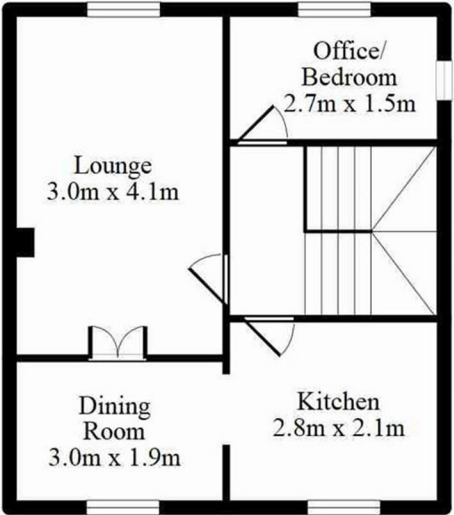 Office/
Bedroom
2.7m x 1.5m
Lounge
3.0m x 4.1m
Dining
Room
3.0m x 1.9m
Kitchen
2.8m x 2.1m